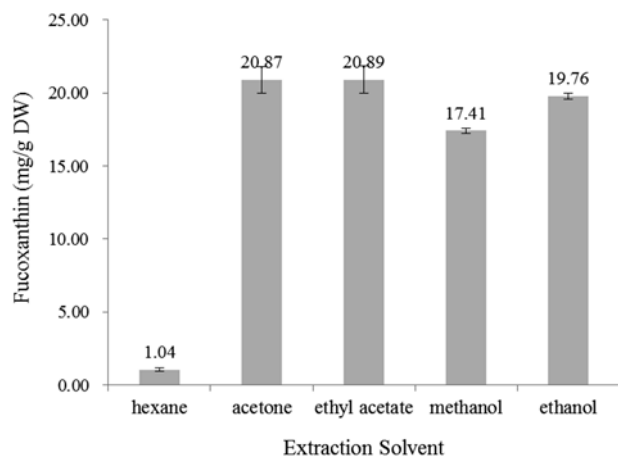 25.00
20.87
20.89
19.76
20.00
17.41
15.00
Fucoxanthin (mg/g DW)
10.00
5.00
1.04
0.00
hexane
acetone
ethyl acetate
methanol
ethanol
Extraction Solvent